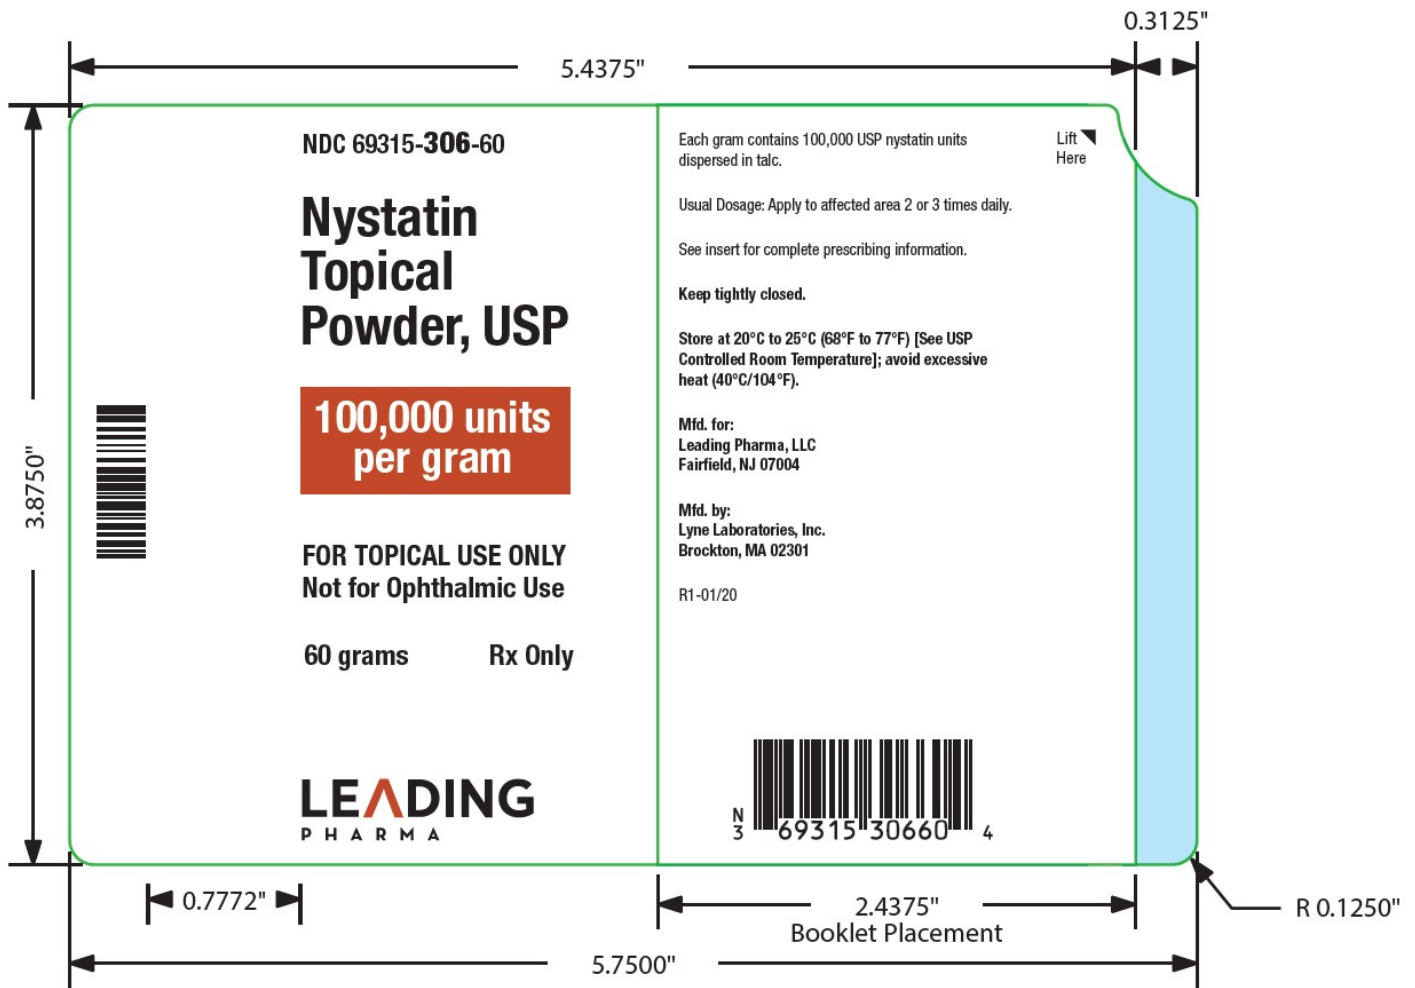 0.3125"
5.4375"
NDC 69315-306-60
Nystatin
Topical
Powder, USP
100,000 units
per gram
FOR TOPICAL USE ONLY
Not for Ophthalmic Use
60 grams Rx Only
LEADING
PHARMA
Each gram contains 100,000 USP nystatin units
dispersed in talc.
Lift
Here
Usual Dosage: Apply to affected area 2 or 3 times daily.
See insert for complete prescribing information.
Keep tightly closed.
Store at 20°C to 25°C (68°F to 77°F) [See USP
Controlled Room Temperature]; avoid excessive
heat (40°C/104°F).
Mfd. for:
Leading Pharma, LLC
Fairfield, NJ 07004
Mfd. by:
Lyne Laboratories, Inc.
Brockton, MA 02301
R1-01/20
N
3 69315 30660 4
3.8750"
0.7772"
2.4375"
Booklet Placement
R 0.1250"
5.7500"